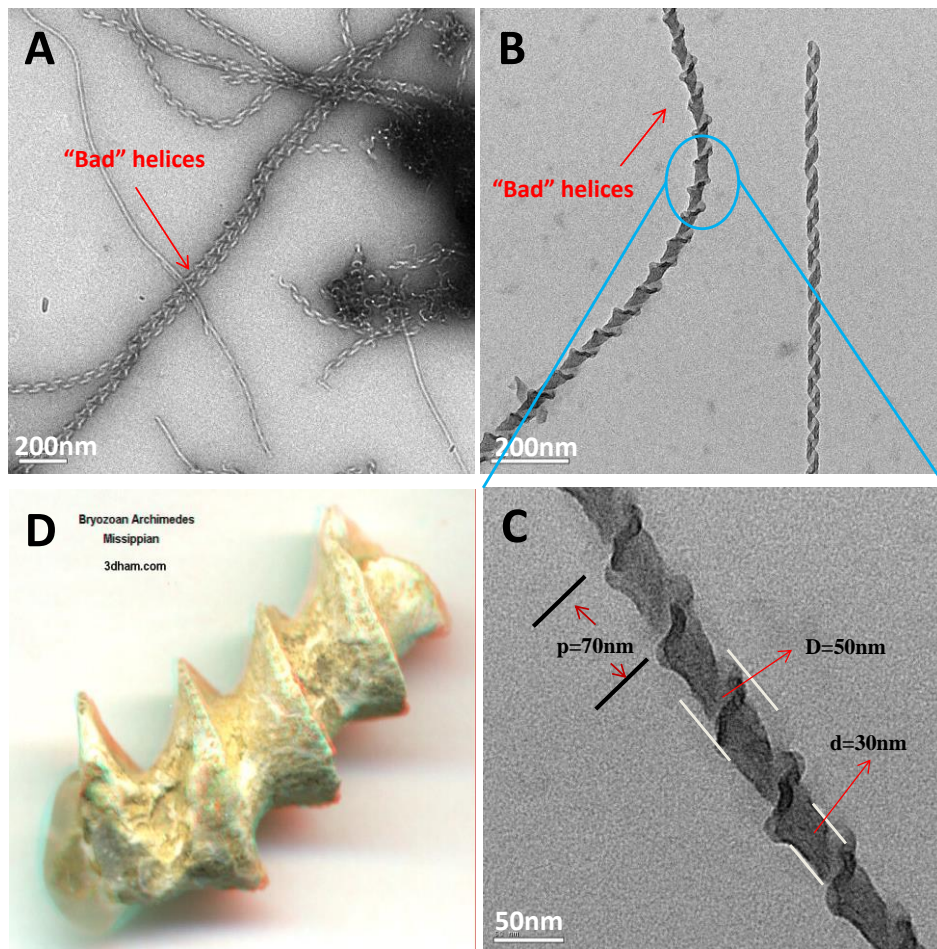 A
“Bad” helices
200nm
B
“Bad” helices
200nm
D
Bryozoan Archimedes
Missippian
3dham.com
C
p=70nm
D=50nm
d=30nm
50nm